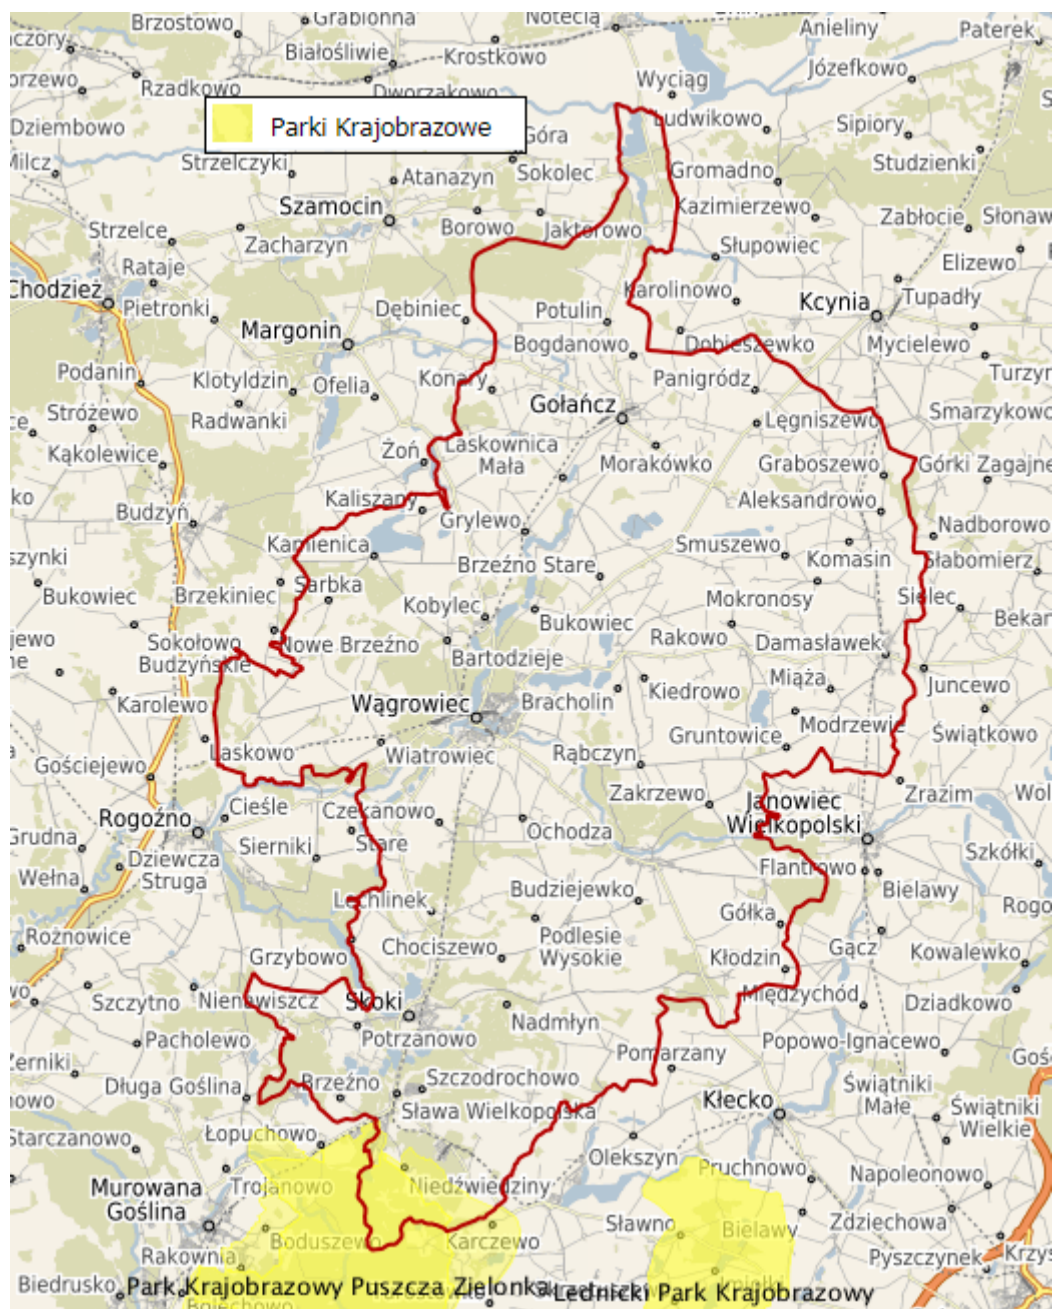 Brzostowo
Grabionna
Notecią
Anieliny
Paterek
Białośliwie
Krostkowo
Józefkowo
Rzadkowo
Dworzakowo
Wyciąg
Parki Krajobrazowe
Dziembowo
Góra
Ludwikowo
Sipiory
Milcz
Strzelczyki
Atanazyn
Sokolec
Gromadno
Studzienki
Szamocin
Borowo
Jaktorowo
Kazimierzewo
Zabłocie
Strzelce
Zacharzyn
Słupowiec
Elizewo
Rataje
Chodzież
Pietronki
Dębiniec
Potulin
Karolinowo
Kcynia
Tupadły
Margonin
Bogdanowo
Dobieszewko
Mycielewo
Podanin
Klotyldzin
Ofelia
Konary
Panigródz
Stróżewo
Radwanki
Gołańcz
Łęgniszewo
Smarzykowo
Kąkolewice
Żoń
Laskownica
Mała
Morakówko
Graboszewo
Górki Zagajne
Kaliszany
Aleksandrowo
Budzyń
Grylewo
Nadborowo
Kamienica
Brzeźno Stare
Smuszewo
Komasin
Słabomierz
Bukowiec
Brzekiniec
Sarbka
Kobylec
Mokronosy
Sielec
Bukowiec
Sokołowo
Budzyńskie
Nowe Brzeźno
Bartodzieje
Rakowo
Damasławek
Karolewo
Wągrowiec
Bracholin
Kiedrowo
Miąża
Juncewo
Gościejewo
Laskowo
Wiatrowiec
Rąbczyn
Gruntowice
Modrzewie
Świątkowo
Rogoźno
Cieśle
Czekanowo
Zakrzewo
Janowiec
Wielkopolski
Zrazim
Sierniki
Stare
Ochodza
Szkółki
Wełna
Dziewcza
Struga
Flantrowo
Bielawy
Lechlinek
Budziejewko
Gółka
Rożnowice
Grzybowo
Chociszewo
Podlesie
Wysokie
Kłodzin
Gącz
Kowalewko
Szczytno
Nienawiszcz
Skoki
Nadmłyn
Międzychód
Dziadkowo
Pacholewo
Potrzanowo
Pomarzany
Popowo-Ignacewo
Długa Goślina
Brzeźno
Szczodrochowo
Sława Wielkopolska
Kłecko
Świątniki
Małe
Świątniki
Wielkie
Starczanowo
Łopuchowo
Olekszyn
Pruchnowo
Napoleonowo
Murowana
Goślina
Trojanowo
Niedźwiedziny
Sławno
Bielawy
Zdziechowa
Rakownia
Boduszewo
Karczewo
Pyszczynek
Biedrusko
Park Krajobrazowy Puszcza Zielonka
Lednicki Park Krajobrazowy